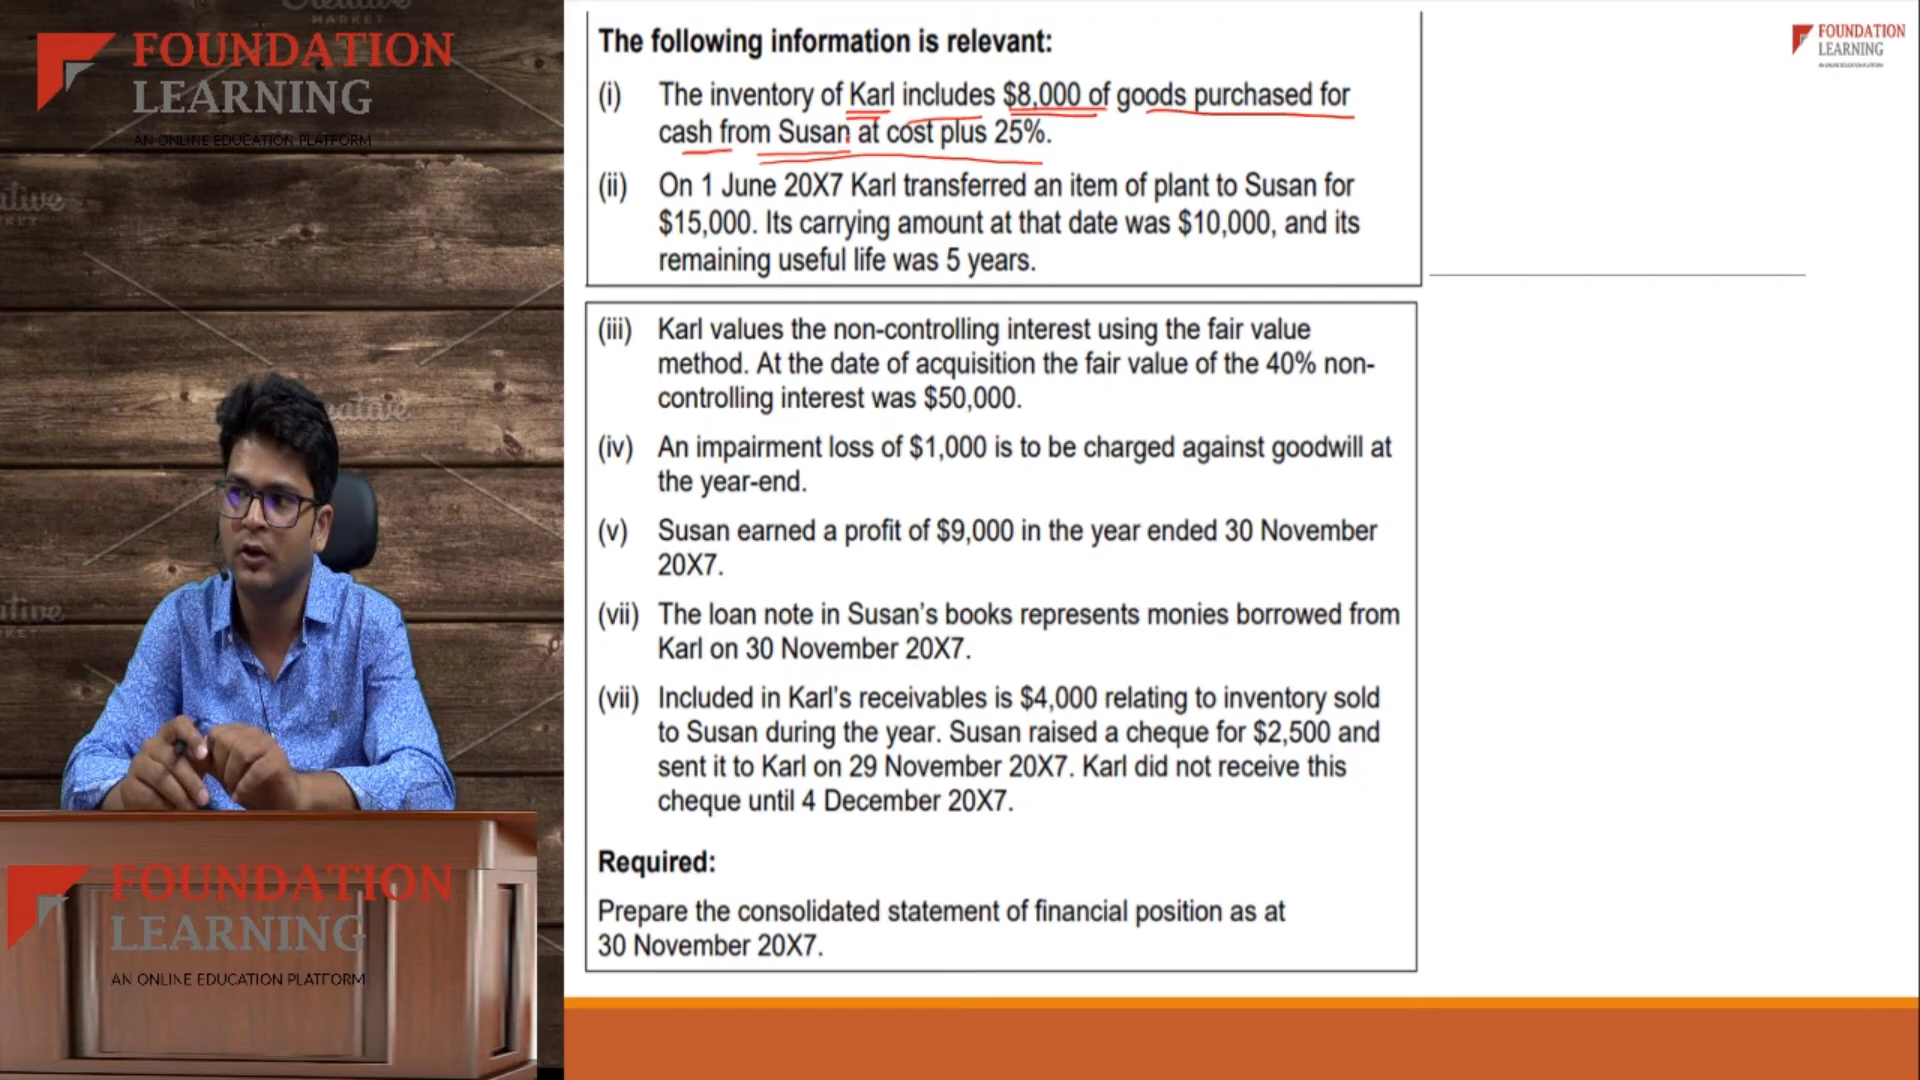 Creative
MARKET
FOUNDATION
LEARNING
AN ONLINE EDUCATION PLATFORM
The following information is relevant:
(i) The inventory of Karl includes $8,000 of goods purchased for
cash from Susan at cost plus 25%.
(ii) On 1 June 20X7 Karl transferred an item of plant to Susan for
$15,000. Its carrying amount at that date was $10,000, and its
remaining useful life was 5 years.
(iii) Karl values the non-controlling interest using the fair value
method. At the date of acquisition the fair value of the 40% non-
controlling interest was $50,000.
(iv) An impairment loss of $1,000 is to be charged against goodwill at
the year-end.
(v) Susan earned a profit of $9,000 in the year ended 30 November
20X7.
(vii) The loan note in Susan's books represents monies borrowed from
Karl on 30 November 20X7.
(vii) Included in Karl's receivables is $4,000 relating to inventory sold
to Susan during the year. Susan raised a cheque for $2,500 and
sent it to Karl on 29 November 20X7. Karl did not receive this
cheque until 4 December 20X7.
Required:
Prepare the consolidated statement of financial position as at
30 November 20X7.
FOUNDATION
LEARNING
AN ONLINE EDUCATION PLATFORM
FOUNDATION
LEARNING
AN ONLINE EDUCATION PLATFORM